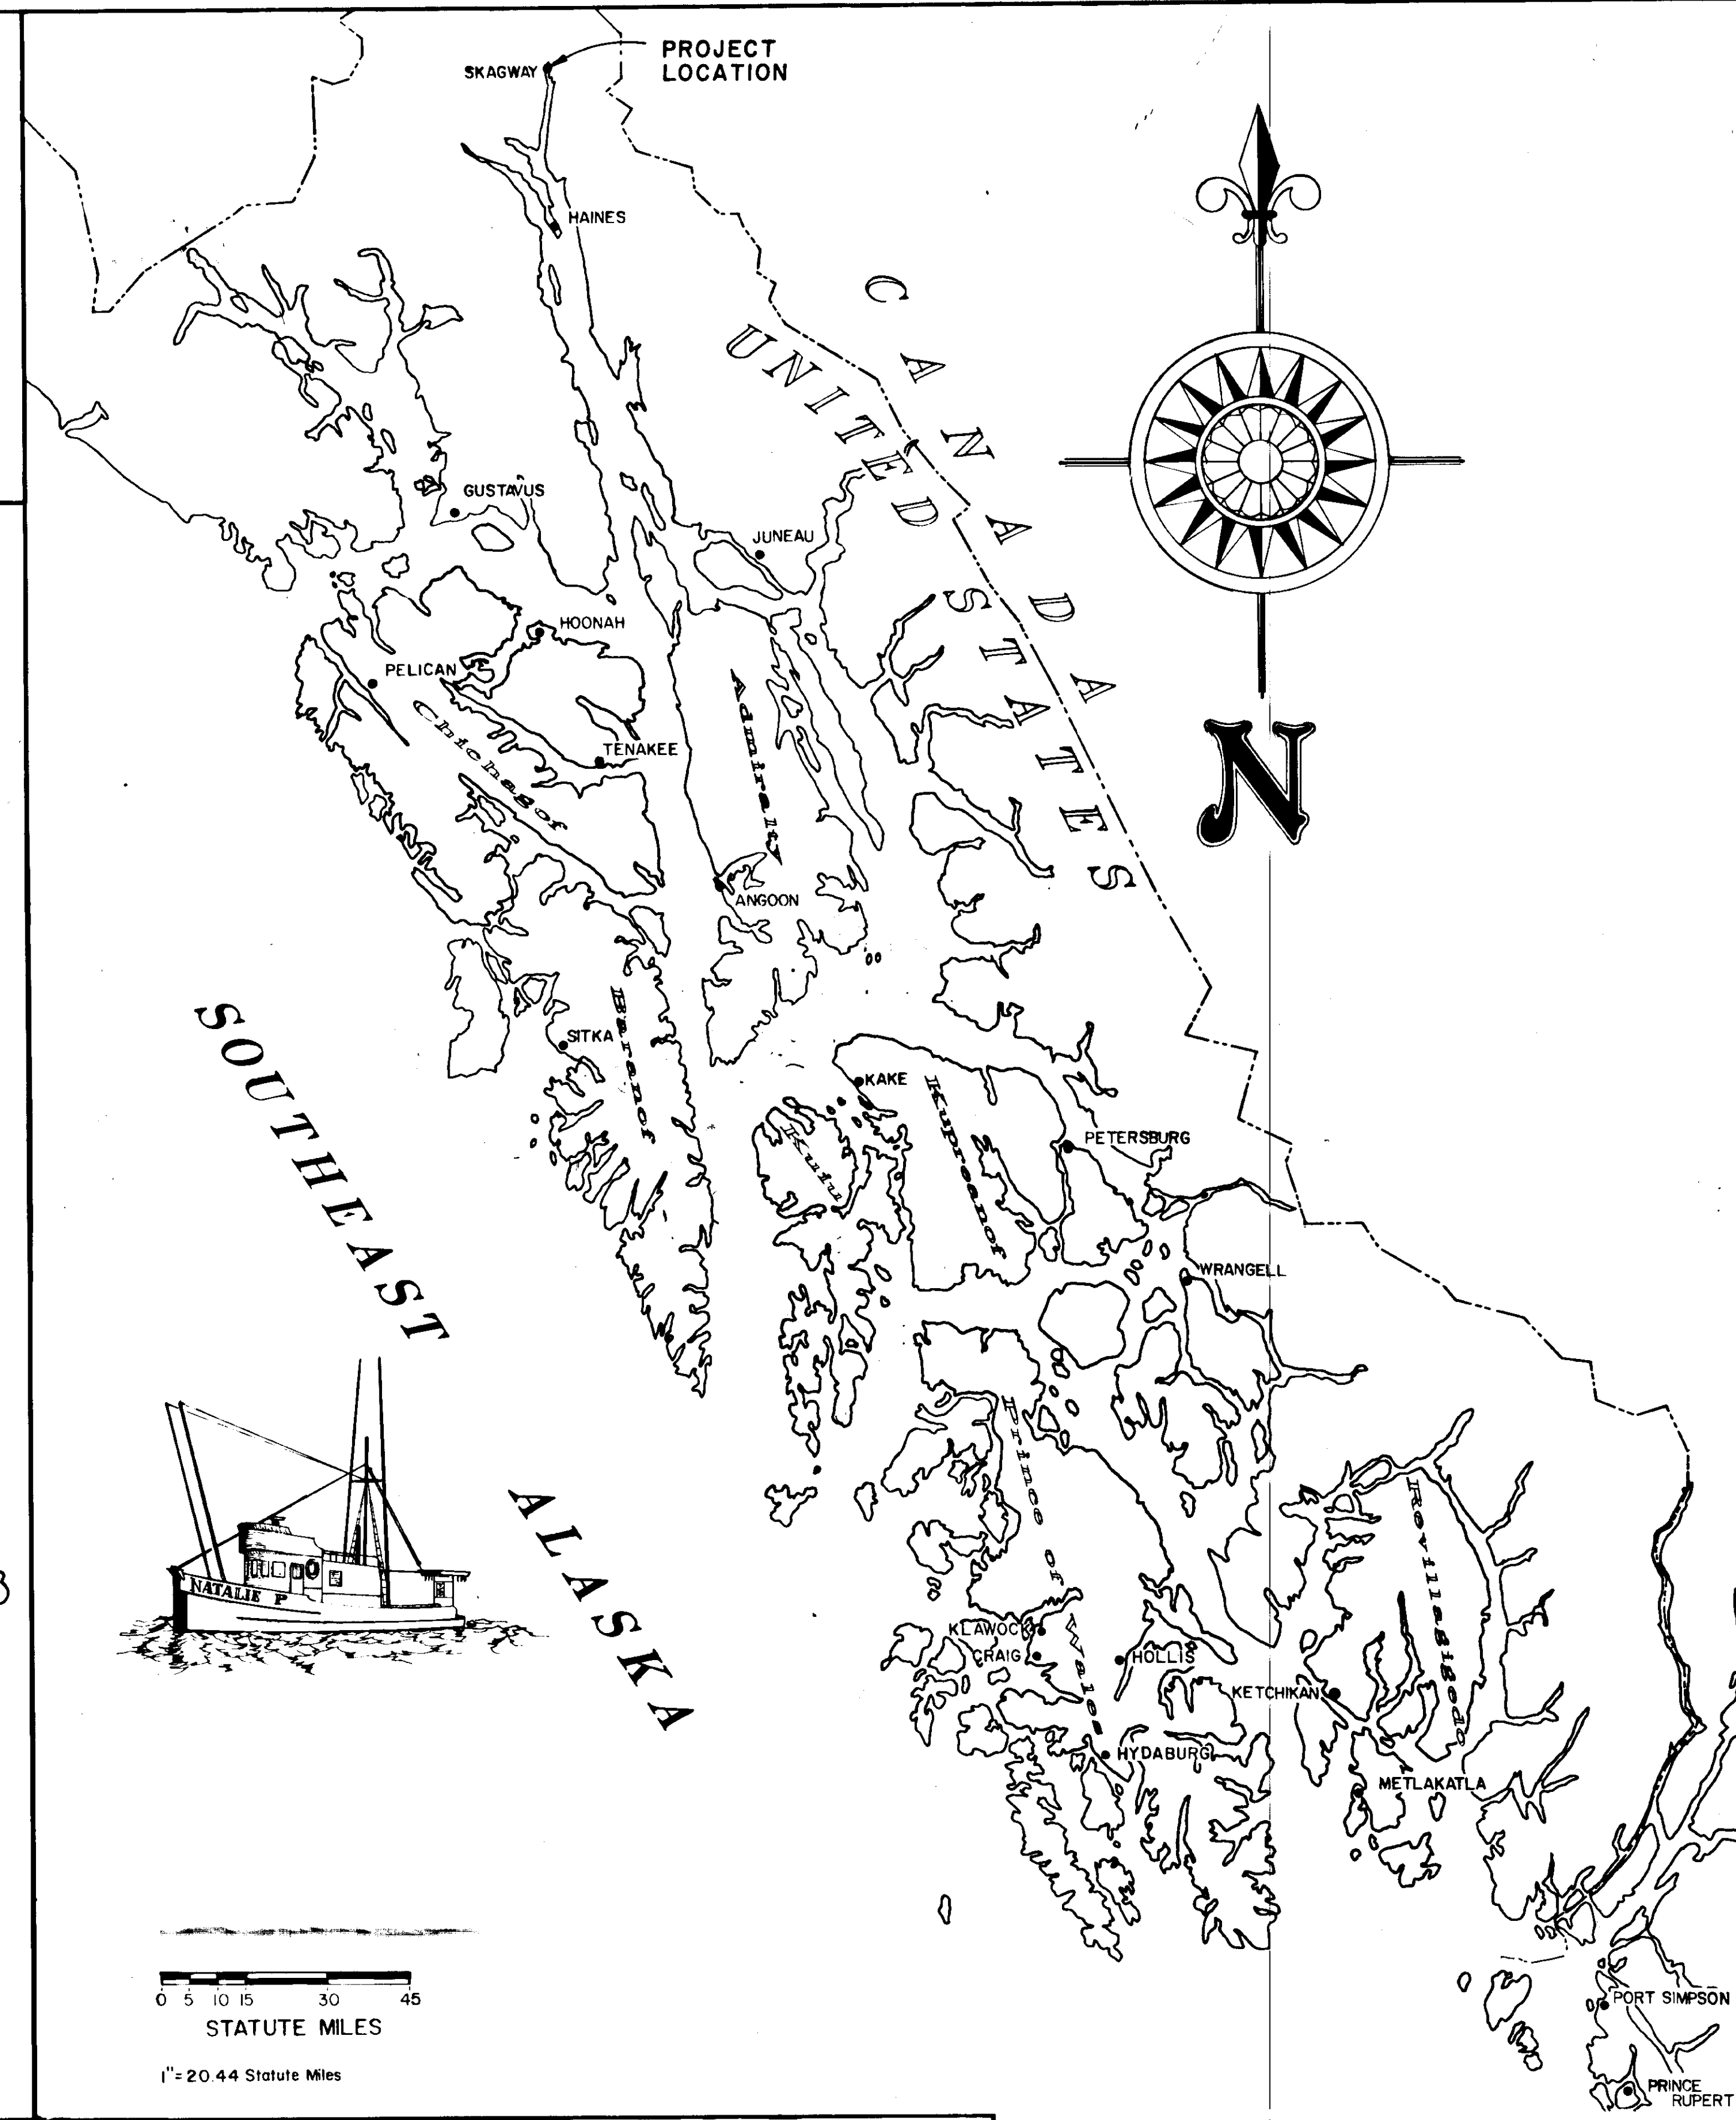 PROJECT
LOCATION
SKAGWAY
HAINES
CANADA
UNITED STATES
GUSTAVUS
JUNEAU
HOONAH
PELICAN
Chichagof
TENAKEE
Admiralty
ANGOON
N
SOUTHEAST ALASKA
SITKA
Baranof
KAKE
Kuiu
Kupreanof
PETERSBURG
WRANGELL
Prince of Wales
Revillagigedo
NATALIE P
KLAWOCK
CRAIG
HOLLIS
KETCHIKAN
HYDABURG
METLAKATLA
0 5 10 15 30 45
STATUTE MILES
1"=20.44 Statute Miles
PORT SIMPSON
PRINCE
RUPERT